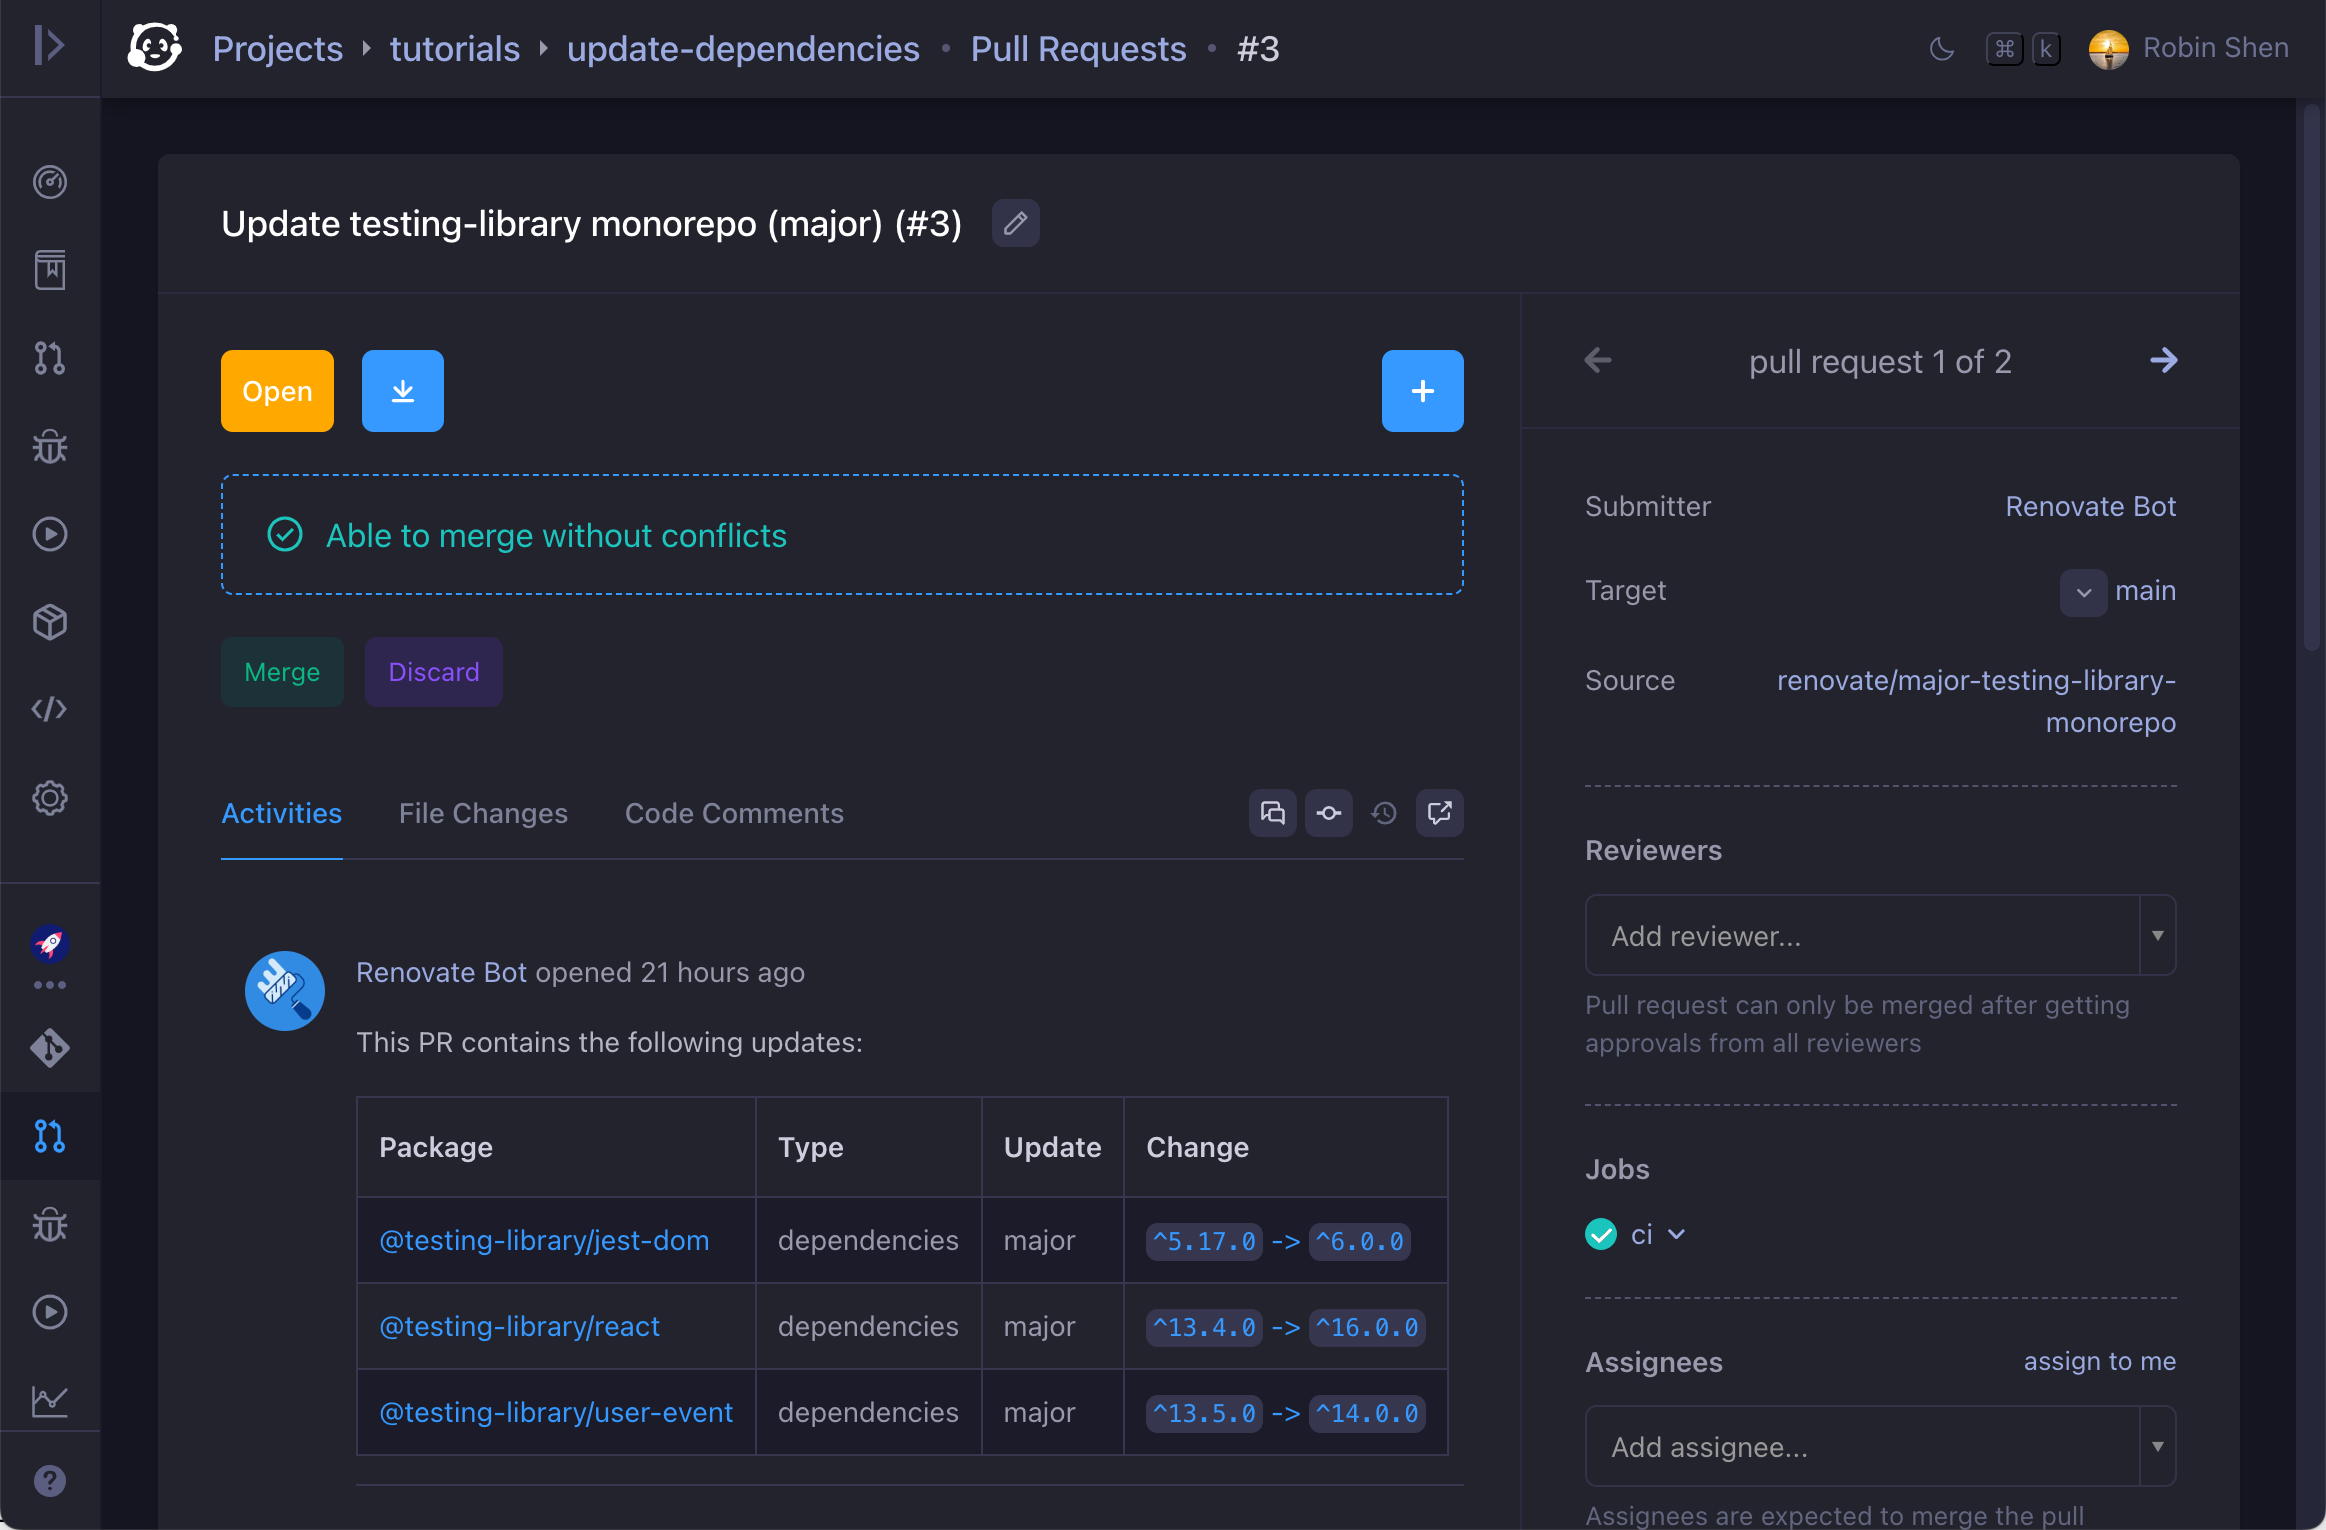 Projects tutorials update-dependencies • Pull Requests • #3
⌘ k Robin Shen
Update testing-library monorepo (major) (#3)
Open
pull request 1 of 2
Able to merge without conflicts
Merge Discard
Submitter Renovate Bot
Target main
Source renovate/major-testing-library-
monorepo
Activities File Changes Code Comments
Reviewers
Add reviewer...
Pull request can only be merged after getting
approvals from all reviewers
Renovate Bot opened 21 hours ago
This PR contains the following updates:
Package Type Update Change
@testing-library/jest-dom dependencies major ^5.17.0 -> ^6.0.0
@testing-library/react dependencies major ^13.4.0 -> ^16.0.0
@testing-library/user-event dependencies major ^13.5.0 -> ^14.0.0
Jobs
ci
Assignees assign to me
Add assignee...
Assignees are expected to merge the pull